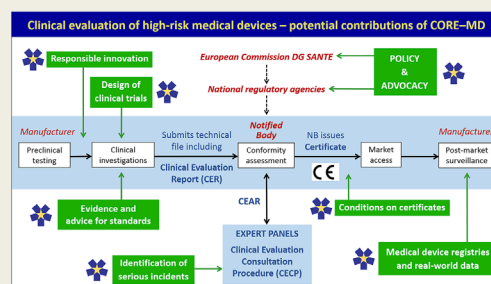 Clinical evaluation of high-risk medical devices – potential contributions of CORE–MD
Responsible innovation
European Commission DG SANTE
POLICY
&
ADVOCACY
Design of
clinical trials
National regulatory agencies
Manufacturer
Submits technical
file including
Notified
Body
NB issues
Certificate
Manufacturer
Preclinical
testing
Clinical
investigations
Conformity
assessment
Market
access
Post-market
surveillance
Clinical Evaluation
Report (CER)
CE
CEAR
Evidence and
advice for standards
Conditions on certificates
EXPERT PANELS
Clinical Evaluation
Consultation
Procedure (CECP)
Identification of
serious incidents
Medical device registries
and real-world data